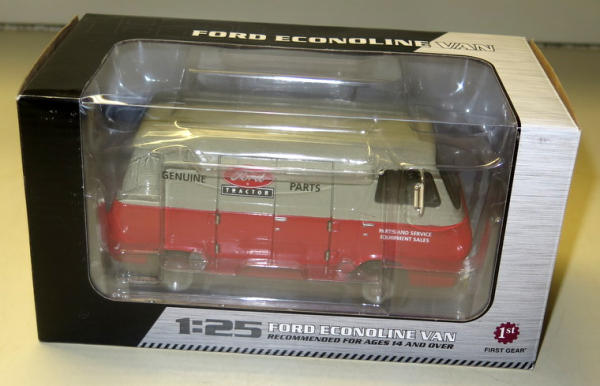 FORD ECONOLINE VAN
GENUINE
Ford
TRACTOR
PARTS
PARTS AND SERVICE
EQUIPMENT SALES
1:25 FORD ECONOLINE VAN
RECOMMENDED FOR AGES 14 AND OVER
1st
FIRST GEAR